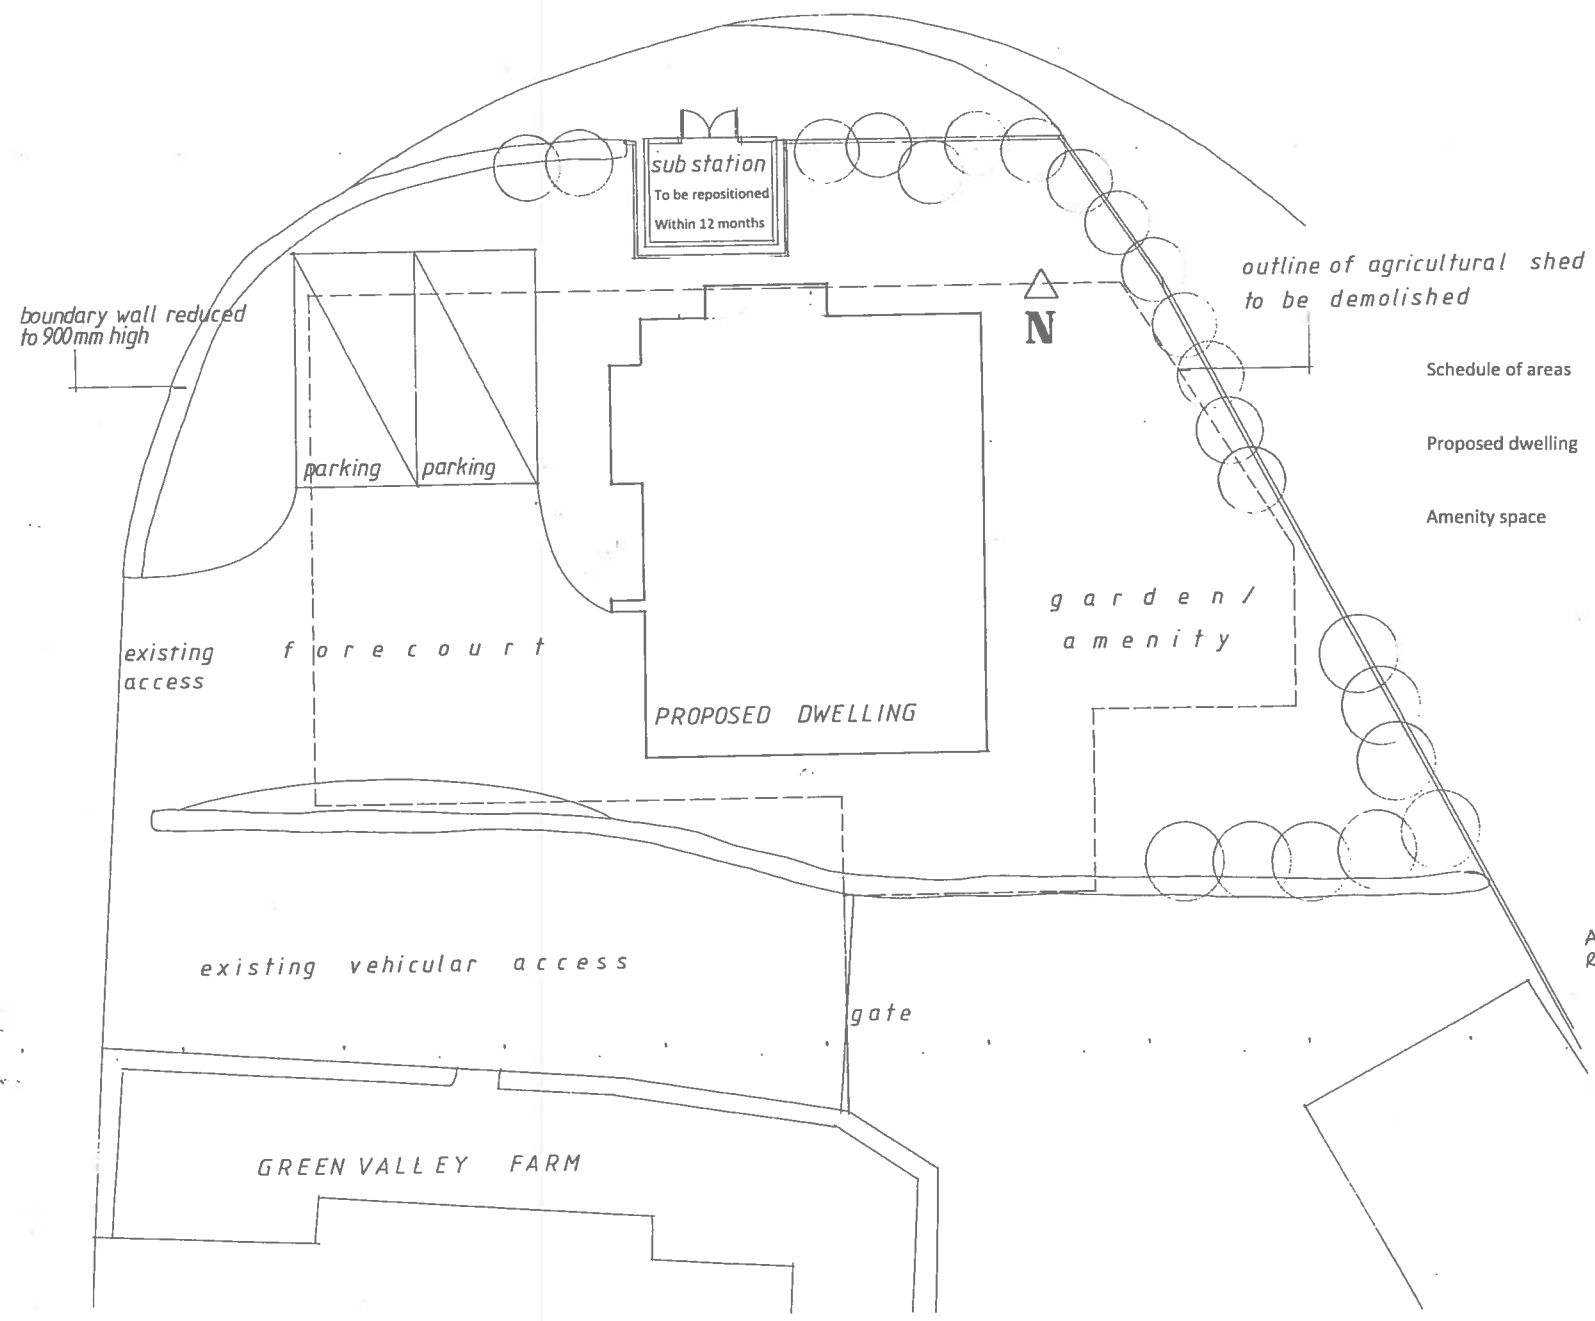 sub station
To be repositioned
Within 12 months
N
outline of agricultural shed
to be demolished
boundary wall reduced
to 900mm high
Schedule of areas
Proposed dwelling
Amenity space
parking
parking
garden/
amenity
existing
access
forecourt
PROPOSED DWELLING
existing vehicular access
gate
GREEN VALLEY FARM